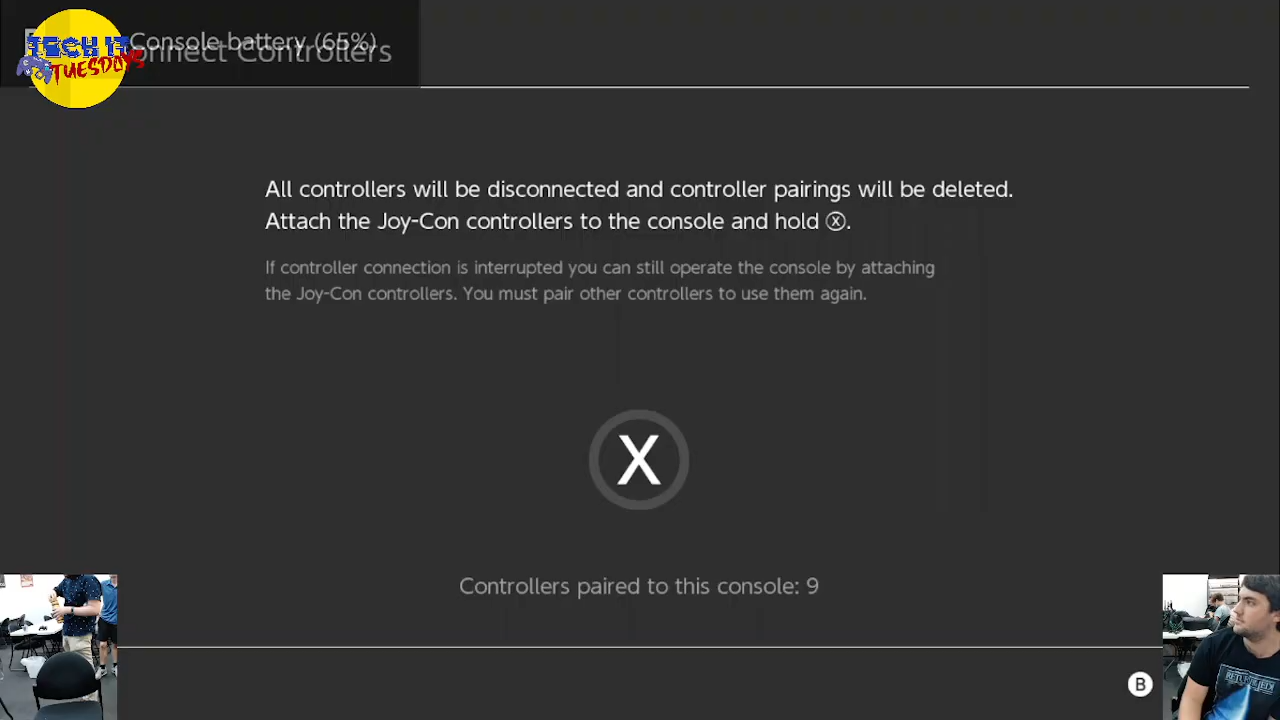 TECH IT
TUESDAYS
Console battery (65%)
onnect Controllers
All controllers will be disconnected and controller pairings will be deleted.
Attach the Joy-Con controllers to the console and hold Ⓧ.
If controller connection is interrupted you can still operate the console by attaching
the Joy-Con controllers. You must pair other controllers to use them again.
X
Controllers paired to this console: 9
B